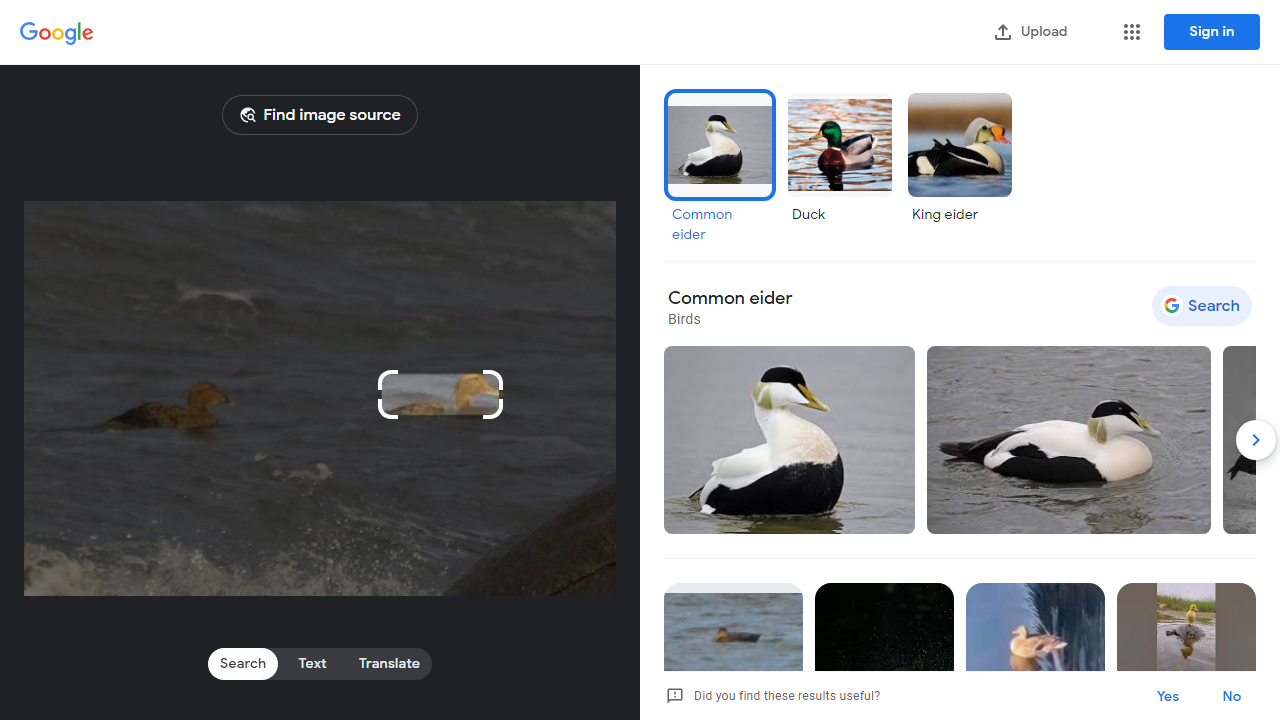 Google
Upload
Sign in
Find image source
Common
eider
Duck
King eider
Common eider
Birds
Search
Search
Text
Translate
Did you find these results useful?
Yes
No